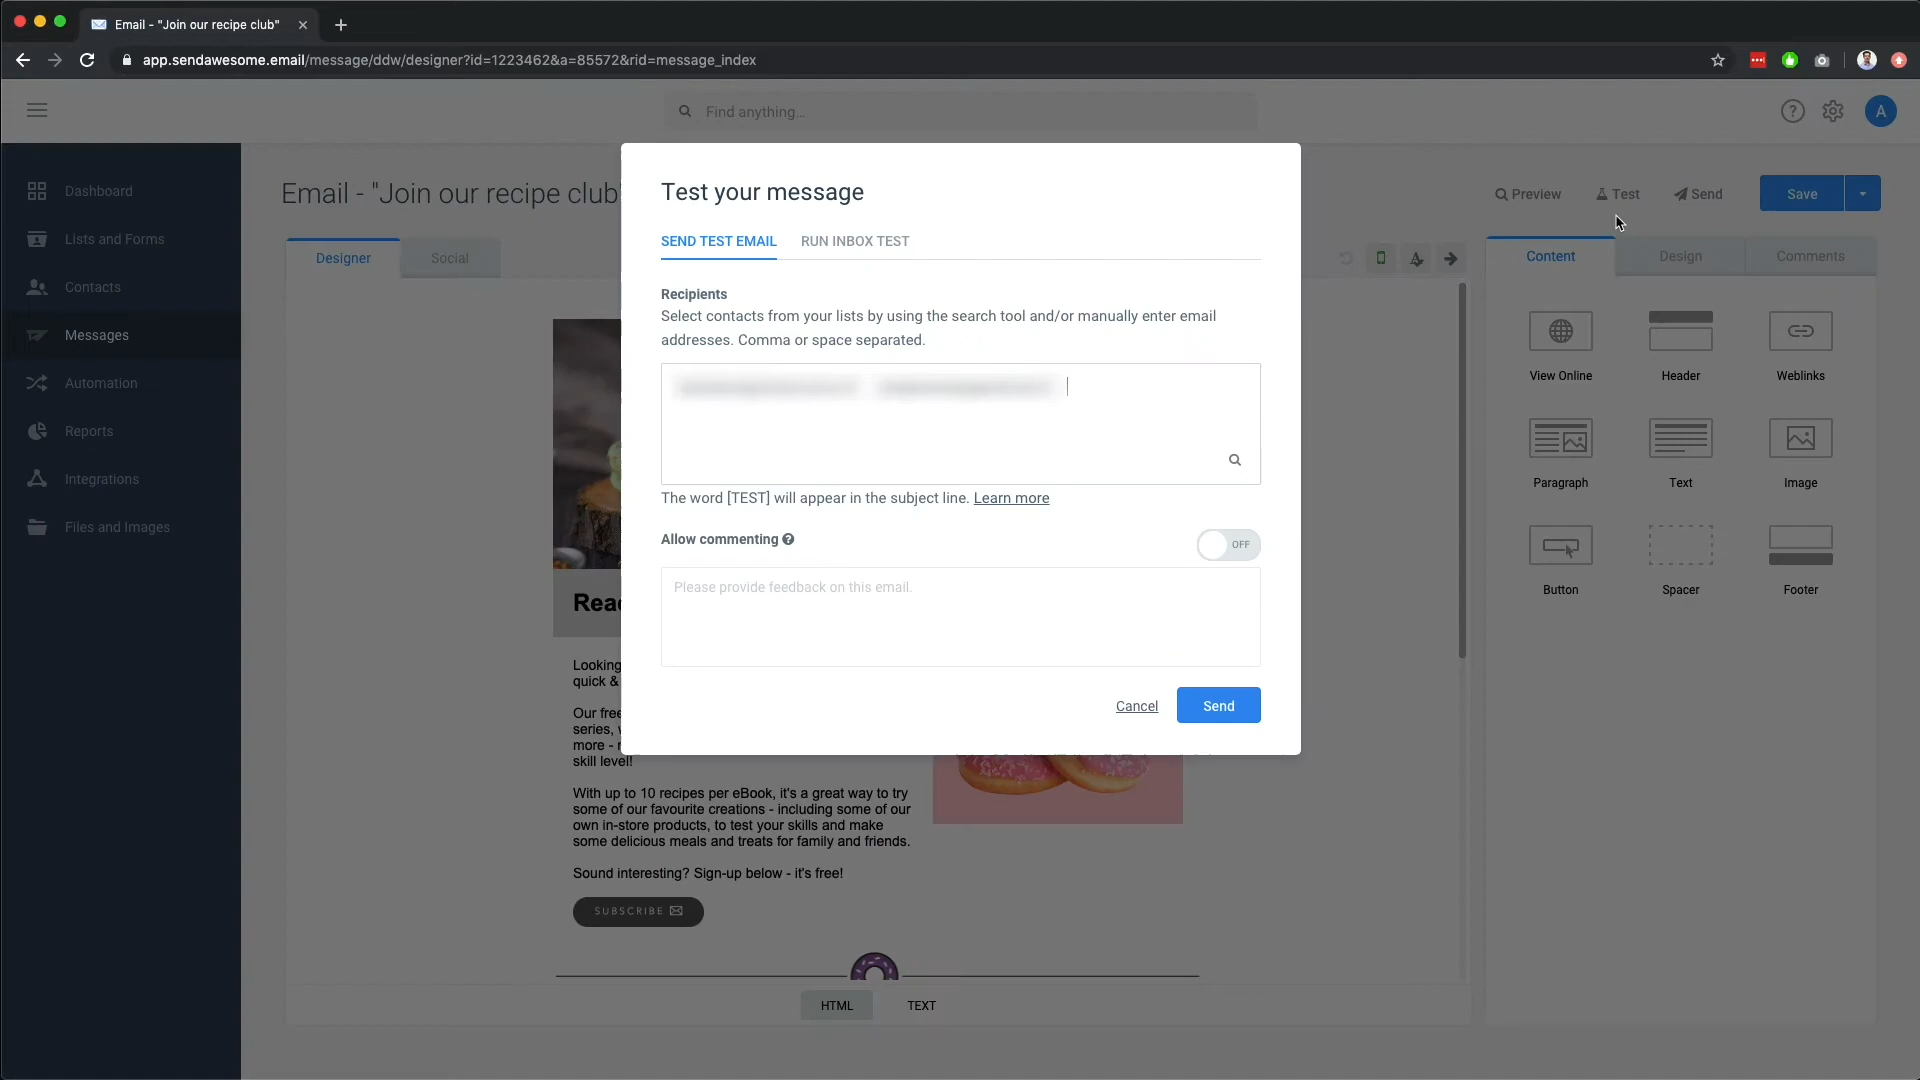 Email - "Join our recipe club"
app.sendawesome.email/message/ddw/designer?id=1223462&a=85572&rid=message_index
Find anything...
A
Dashboard
Lists and Forms
Contacts
Messages
Automation
Reports
Integrations
Files and Images
Email - "Join our recipe club
Preview
Test
Send
Save
Designer
Social
Content
Design
Comments
Test your message
SEND TEST EMAIL
RUN INBOX TEST
Recipients
Select contacts from your lists by using the search tool and/or manually enter email
addresses. Comma or space separated.
The word [TEST] will appear in the subject line. Learn more
Allow commenting
OFF
Please provide feedback on this email.
Cancel
Send
View Online
Header
Weblinks
Paragraph
Text
Image
Button
Spacer
Footer
Looking
quick &
Our free
series,
more -
skill level!
With up to 10 recipes per eBook, it's a great way to try
some of our favourite creations - including some of our
own in-store products, to test your skills and make
some delicious meals and treats for family and friends.
Sound interesting? Sign-up below - it's free!
SUBSCRIBE
HTML
TEXT